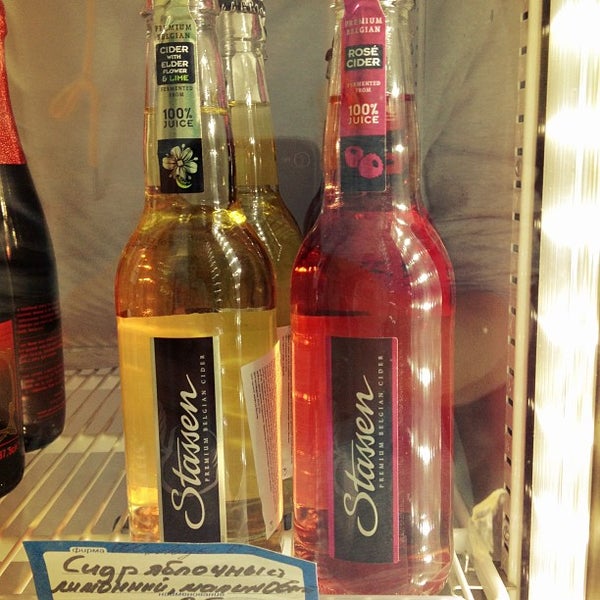 PREMIUM
BELGIAN
CIDER
WITH
ELDER
FLOWER
& LIME
FERMENTED
FROM
100%
JUICE
Stassen
PREMIUM BELGIAN CIDER
PREMIUM
BELGIAN
ROSÉ
CIDER
FERMENTED
FROM
100%
JUICE
Stassen
PREMIUM BELGIAN CIDER
фирма
Сидр яблочный
наименование